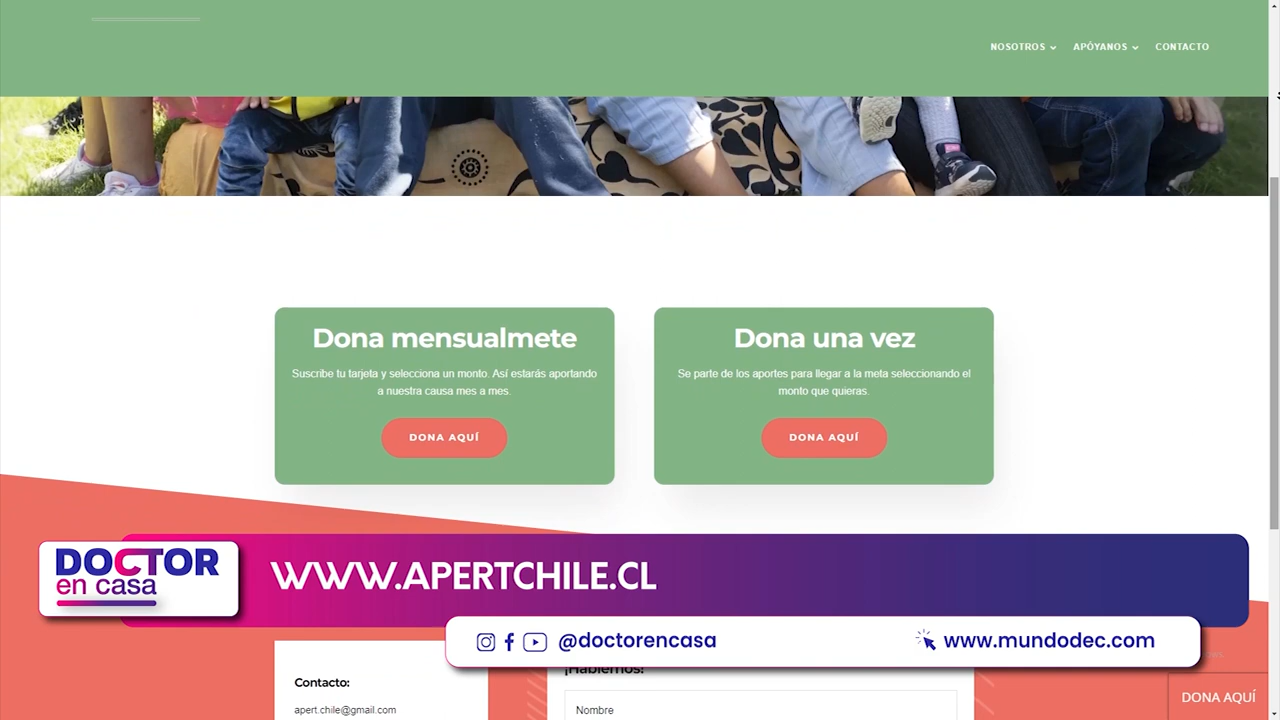 NOSOTROS
APÓYANOS
CONTACTO
Dona mensualmete
Suscribe tu tarjeta y selecciona un monto. Así estarás aportando
a nuestra causa mes a mes.
DONA AQUÍ
Dona una vez
Se parte de los aportes para llegar a la meta seleccionando el
monto que quieras.
DONA AQUÍ
DOCTOR
en casa
WWW.APERTCHILE.CL
@doctorencasa
www.mundodec.com
¡Hablemos!
Contacto:
apert.chile@gmail.com
Nombre
DONA AQUÍ